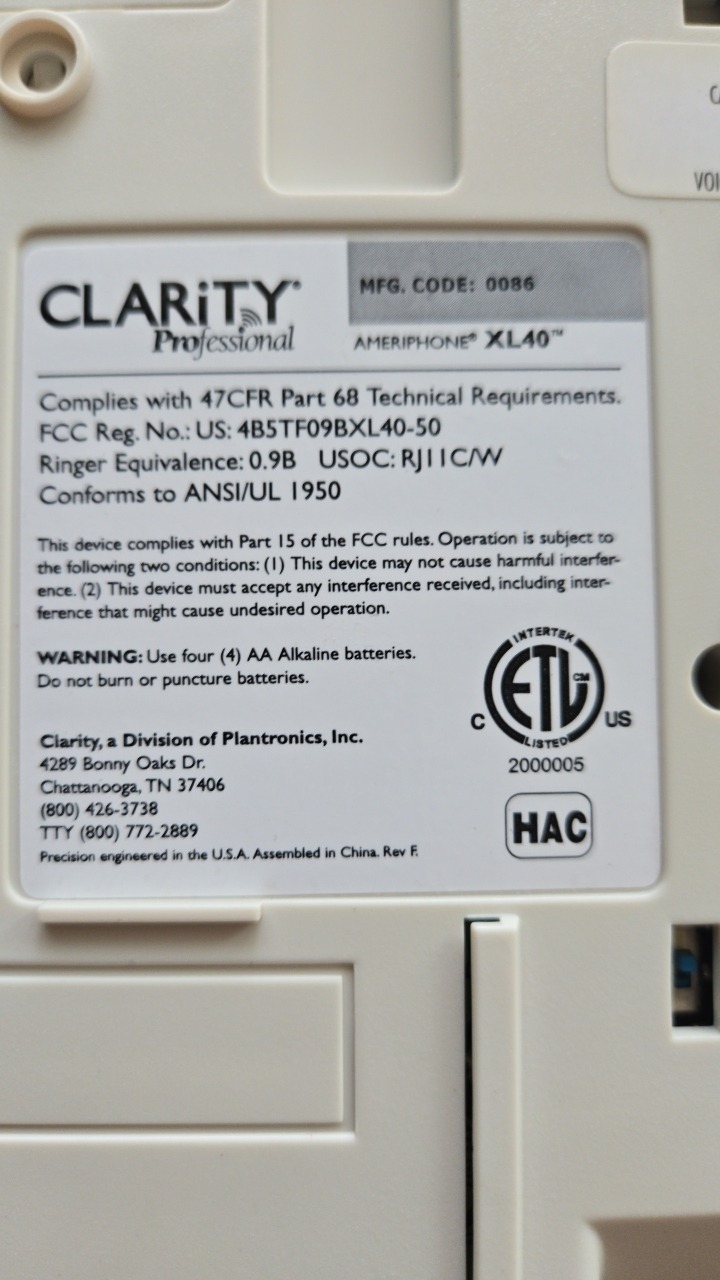 CLARiTY®
Professional
MFG. CODE: 0086
AMERIPHONE® XL40™
Complies with 47CFR Part 68 Technical Requirements.
FCC Reg. No.: US: 4B5TF09BXL40-50
Ringer Equivalence: 0.9B USOC: RJ11C/W
Conforms to ANSI/UL 1950
This device complies with Part 15 of the FCC rules. Operation is subject to
the following two conditions: (1) This device may not cause harmful interfer-
ence. (2) This device must accept any interference received, including inter-
ference that might cause undesired operation.
WARNING: Use four (4) AA Alkaline batteries.
Do not burn or puncture batteries.
Clarity, a Division of Plantronics, Inc.
4289 Bonny Oaks Dr.
Chattanooga, TN 37406
(800) 426-3738
TTY (800) 772-2889
Precision engineered in the U.S.A. Assembled in China. Rev F.
INTERTEK
C ETL CM US
LISTED
2000005
HAC